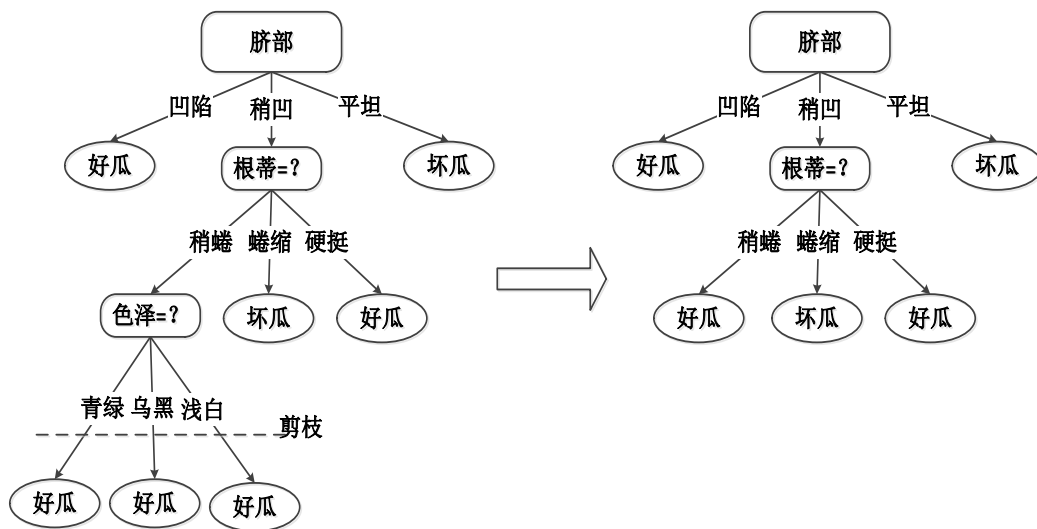 脐部
凹陷 稍凹 平坦
好瓜 根蒂=? 坏瓜
稍蜷 蜷缩 硬挺
色泽=? 坏瓜 好瓜
青绿 乌黑 浅白
剪枝
好瓜 好瓜 好瓜
脐部
凹陷 稍凹 平坦
好瓜 根蒂=? 坏瓜
稍蜷 蜷缩 硬挺
好瓜 坏瓜 好瓜